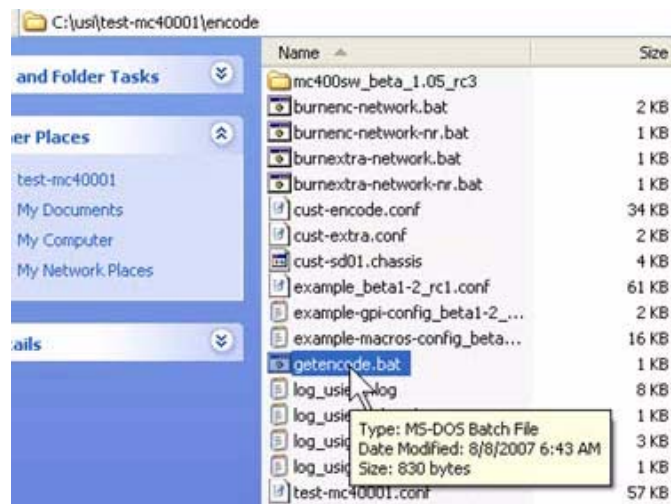 C:\usi\test-mc40001\encode
and Folder Tasks
er Places
test-mc40001
My Documents
My Computer
My Network Places
ails
Name Size
mc400sw_beta_1.05_rc3
burnenc-network.bat 2 KB
burnenc-network-nr.bat 1 KB
burnextra-network.bat 1 KB
burnextra-network-nr.bat 1 KB
cust-encode.conf 34 KB
cust-extra.conf 2 KB
cust-sd01.chassis 4 KB
example_beta1-2_rc1.conf 61 KB
example-gpi-config_beta1-2_... 2 KB
example-macros-config_beta... 16 KB
getencode.bat 1 KB
log_usie log 8 KB
log_usie 1 KB
log_usig 3 KB
log_usig 1 KB
test-mc40001.conf 57 KB
Type: MS-DOS Batch File
Date Modified: 8/8/2007 6:43 AM
Size: 830 bytes